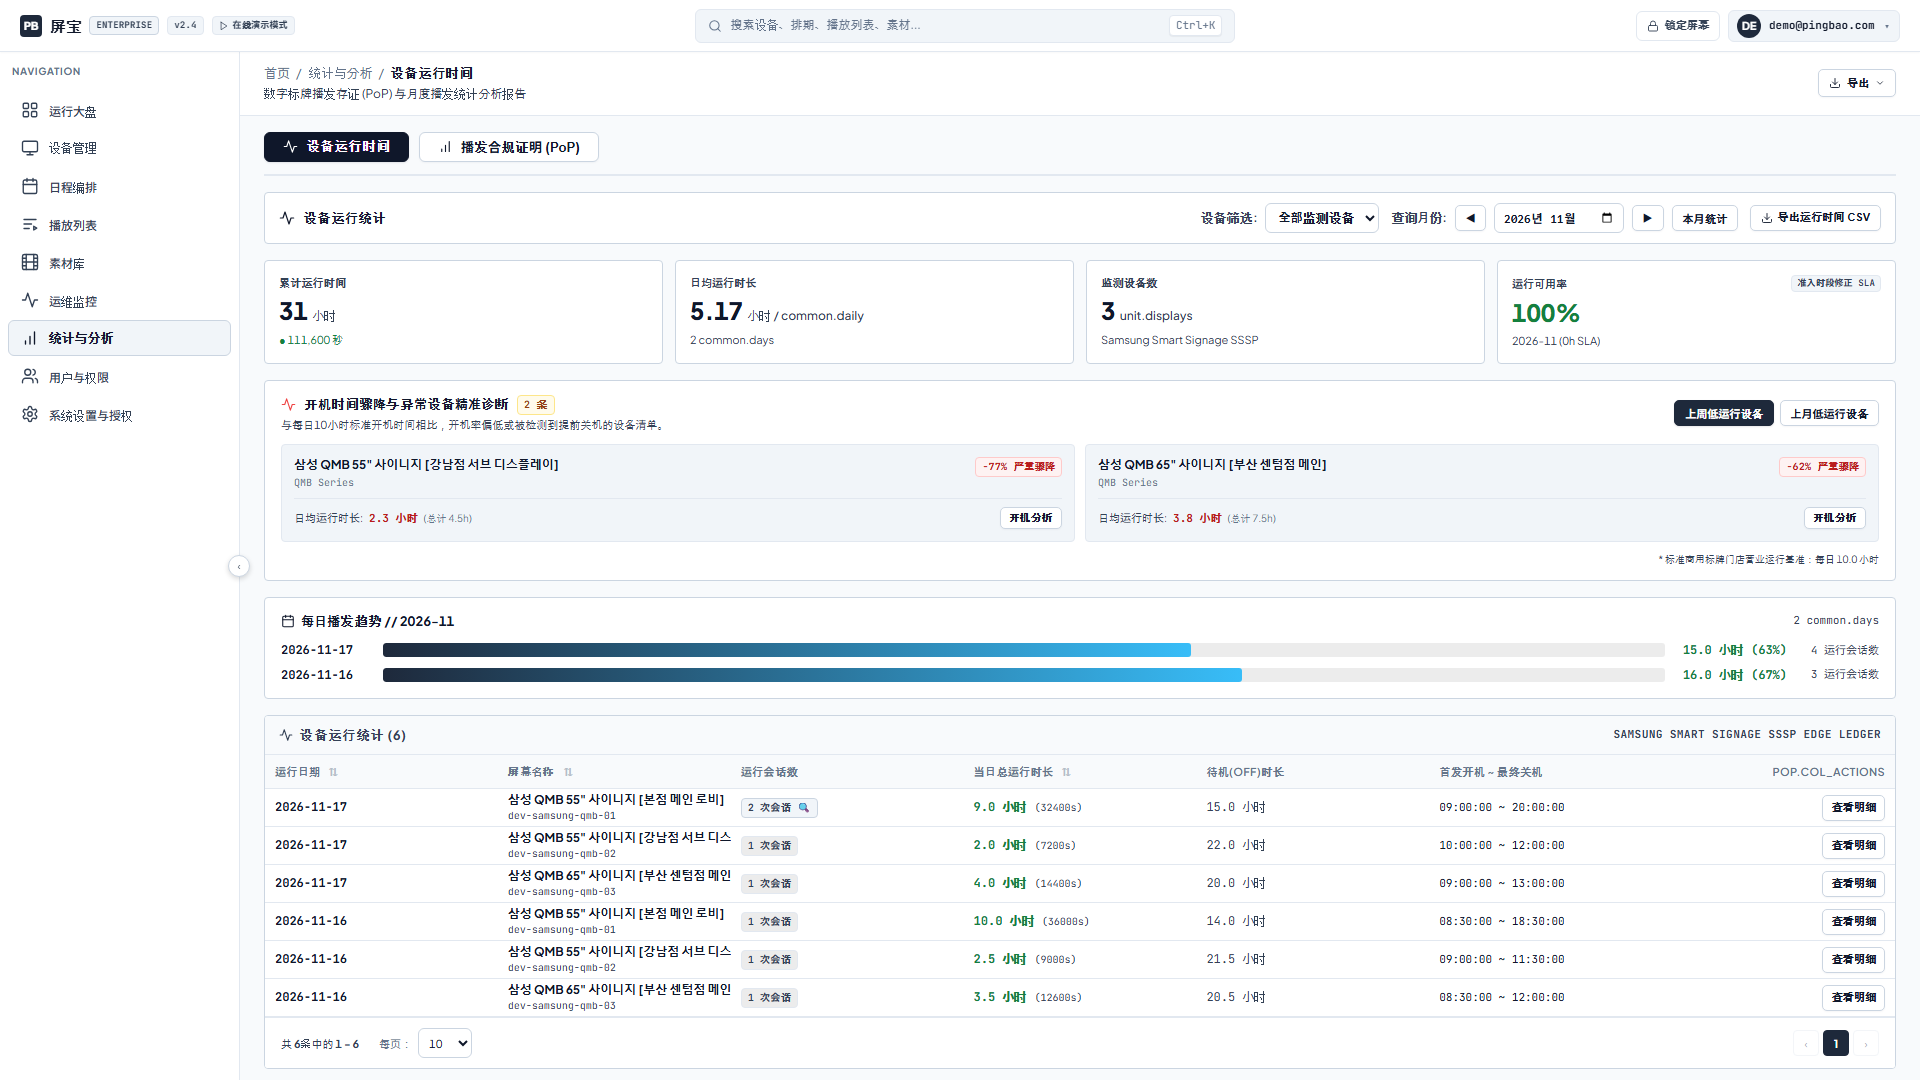 PB 屏宝 ENTERPRISE v2.4 ▷ 在线演示模式
搜索设备、排期、播放列表、素材... Ctrl+K
锁定屏幕 DE demo@pingbao.com
NAVIGATION
运行大盘
设备管理
日程编排
播放列表
素材库
运维监控
统计与分析
用户与权限
系统设置与授权
首页 / 统计与分析 / 设备运行时间
数字标牌播发存证 (PoP) 与月度播发统计分析报告
导出
设备运行时间 播发合规证明 (PoP)
设备运行统计 设备筛选: 全部监测设备 查询月份: ◀ 2026년 11월 ▶ 本月统计 导出运行时间 CSV
累计运行时间
31 小时
● 111,600 秒
日均运行时长
5.17 小时 / common.daily
2 common.days
监测设备数
3 unit.displays
Samsung Smart Signage SSSP
运行可用率 准入时段修正 SLA
100%
2026-11 (0h SLA)
开机时间骤降与异常设备精准诊断 2 条
与每日10小时标准开机时间相比，开机率偏低或被检测到提前关机的设备清单。
上周低运行设备 上月低运行设备
삼성 QMB 55" 사이니지 [강남점 서브 디스플레이] -77% 严重骤降
QMB Series
日均运行时长: 2.3 小时 (总计 4.5h) 开机分析
삼성 QMB 65" 사이니지 [부산 센텀점 메인] -62% 严重骤降
QMB Series
日均运行时长: 3.8 小时 (总计 7.5h) 开机分析
* 标准商用标牌门店营业运行基准：每日 10.0 小时
每日播发趋势 // 2026-11 2 common.days
2026-11-17 15.0 小时 (63%) 4 运行会话数
2026-11-16 16.0 小时 (67%) 3 运行会话数
设备运行统计 (6) SAMSUNG SMART SIGNAGE SSSP EDGE LEDGER
运行日期 ⇅ 屏幕名称 ⇅ 运行会话数 当日总运行时长 ⇅ 待机(OFF)时长 首发开机 ~ 最终关机 POP.COL_ACTIONS
2026-11-17 삼성 QMB 55" 사이니지 [본점 메인 로비] 2 次会话 🔍 9.0 小时 (32400s) 15.0 小时 09:00:00 ~ 20:00:00 查看明细
dev-samsung-qmb-01
2026-11-17 삼성 QMB 55" 사이니지 [강남점 서브 디스 1 次会话 2.0 小时 (7200s) 22.0 小时 10:00:00 ~ 12:00:00 查看明细
dev-samsung-qmb-02
2026-11-17 삼성 QMB 65" 사이니지 [부산 센텀점 메인 1 次会话 4.0 小时 (14400s) 20.0 小时 09:00:00 ~ 13:00:00 查看明细
dev-samsung-qmb-03
2026-11-16 삼성 QMB 55" 사이니지 [본점 메인 로비] 1 次会话 10.0 小时 (36000s) 14.0 小时 08:30:00 ~ 18:30:00 查看明细
dev-samsung-qmb-01
2026-11-16 삼성 QMB 55" 사이니지 [강남점 서브 디스 1 次会话 2.5 小时 (9000s) 21.5 小时 09:00:00 ~ 11:30:00 查看明细
dev-samsung-qmb-02
2026-11-16 삼성 QMB 65" 사이니지 [부산 센텀점 메인 1 次会话 3.5 小时 (12600s) 20.5 小时 08:30:00 ~ 12:00:00 查看明细
dev-samsung-qmb-03
共 6条中的 1 – 6 每页： 10 ‹ 1 ›